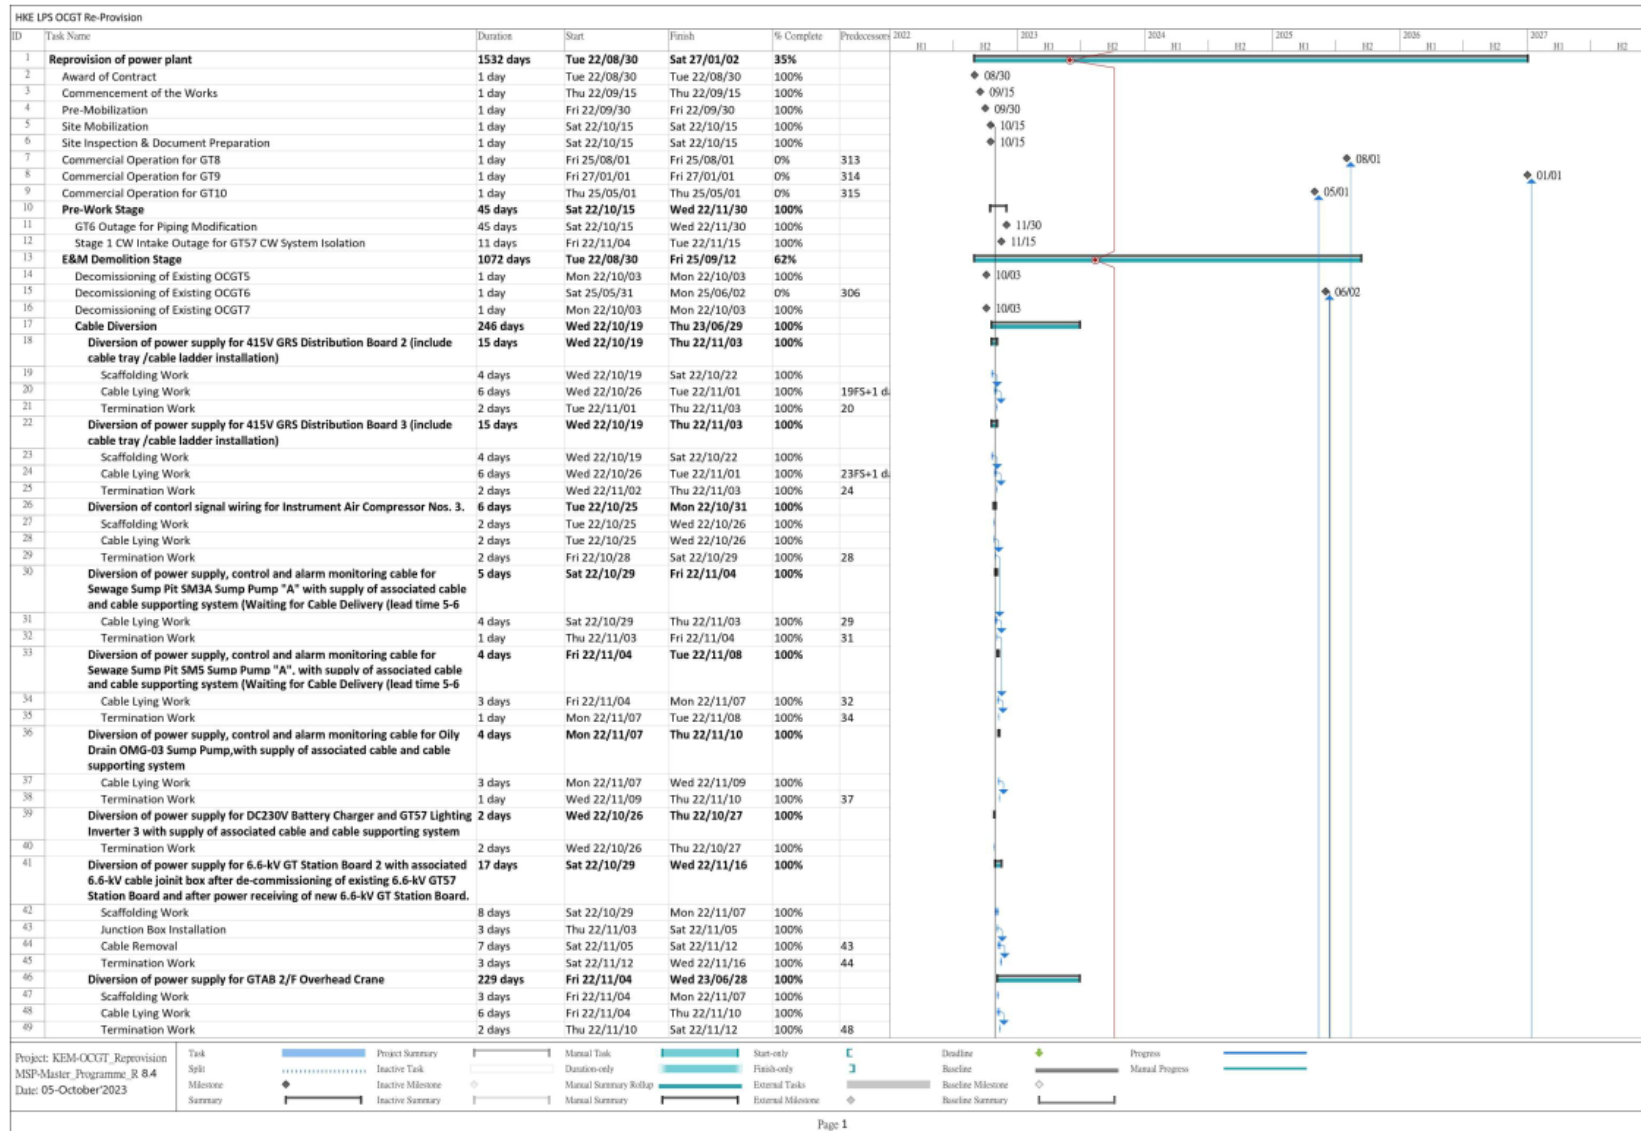 HKE LPS OCGT Re-Provision
ID Task Name Duration Start Finish % Complete Predecessors 2022 2023 2024 2025 2026 2027
H1 H2 H1 H2 H1 H2 H1 H2 H1 H2 H1 H2
1 Reprovision of power plant 1532 days Tue 22/08/30 Sat 27/01/02 35%
2 Award of Contract 1 day Tue 22/08/30 Tue 22/08/30 100% 08/30
3 Commencement of the Works 1 day Thu 22/09/15 Thu 22/09/15 100% 09/15
4 Pre-Mobilization 1 day Fri 22/09/30 Fri 22/09/30 100% 09/30
5 Site Mobilization 1 day Sat 22/10/15 Sat 22/10/15 100% 10/15
6 Site Inspection & Document Preparation 1 day Sat 22/10/15 Sat 22/10/15 100% 10/15
7 Commercial Operation for GT8 1 day Fri 25/08/01 Fri 25/08/01 0% 313 08/01
8 Commercial Operation for GT9 1 day Fri 27/01/01 Fri 27/01/01 0% 314 01/01
9 Commercial Operation for GT10 1 day Thu 25/05/01 Thu 25/05/01 0% 315 05/01
10 Pre-Work Stage 45 days Sat 22/10/15 Wed 22/11/30 100%
11 GT6 Outage for Piping Modification 45 days Sat 22/10/15 Wed 22/11/30 100% 11/30
12 Stage 1 CW Intake Outage for GT57 CW System Isolation 11 days Fri 22/11/04 Tue 22/11/15 100% 11/15
13 E&M Demolition Stage 1072 days Tue 22/08/30 Fri 25/09/12 62%
14 Decomissioning of Existing OCGT5 1 day Mon 22/10/03 Mon 22/10/03 100% 10/03
15 Decomissioning of Existing OCGT6 1 day Sat 25/05/31 Mon 25/06/02 0% 306 06/02
16 Decomissioning of Existing OCGT7 1 day Mon 22/10/03 Mon 22/10/03 100% 10/03
17 Cable Diversion 246 days Wed 22/10/19 Thu 23/06/29 100%
18 Diversion of power supply for 415V GRS Distribution Board 2 (include 15 days Wed 22/10/19 Thu 22/11/03 100%
cable tray /cable ladder installation)
19 Scaffolding Work 4 days Wed 22/10/19 Sat 22/10/22 100%
20 Cable Lying Work 6 days Wed 22/10/26 Tue 22/11/01 100% 19FS+1 d
21 Termination Work 2 days Tue 22/11/01 Thu 22/11/03 100% 20
22 Diversion of power supply for 415V GRS Distribution Board 3 (include 15 days Wed 22/10/19 Thu 22/11/03 100%
cable tray /cable ladder installation)
23 Scaffolding Work 4 days Wed 22/10/19 Sat 22/10/22 100%
24 Cable Lying Work 6 days Wed 22/10/26 Tue 22/11/01 100% 23FS+1 d
25 Termination Work 2 days Wed 22/11/02 Thu 22/11/03 100% 24
26 Diversion of contorl signal wiring for Instrument Air Compressor Nos. 3. 6 days Tue 22/10/25 Mon 22/10/31 100%
27 Scaffolding Work 2 days Tue 22/10/25 Wed 22/10/26 100%
28 Cable Lying Work 2 days Tue 22/10/25 Wed 22/10/26 100%
29 Termination Work 2 days Fri 22/10/28 Sat 22/10/29 100% 28
30 Diversion of power supply, control and alarm monitoring cable for 5 days Sat 22/10/29 Fri 22/11/04 100%
Sewage Sump Pit SM3A Sump Pump "A" with supply of associated cable
and cable supporting system (Waiting for Cable Delivery (lead time 5-6
31 Cable Lying Work 4 days Sat 22/10/29 Thu 22/11/03 100% 29
32 Termination Work 1 day Thu 22/11/03 Fri 22/11/04 100% 31
33 Diversion of power supply, control and alarm monitoring cable for 4 days Fri 22/11/04 Tue 22/11/08 100%
Sewage Sump Pit SM5 Sump Pump "A", with supply of associated cable
and cable supporting system (Waiting for Cable Delivery (lead time 5-6
34 Cable Lying Work 3 days Fri 22/11/04 Mon 22/11/07 100% 32
35 Termination Work 1 day Mon 22/11/07 Tue 22/11/08 100% 34
36 Diversion of power supply, control and alarm monitoring cable for Oily 4 days Mon 22/11/07 Thu 22/11/10 100%
Drain OMG-03 Sump Pump,with supply of associated cable and cable
supporting system
37 Cable Lying Work 3 days Mon 22/11/07 Wed 22/11/09 100%
38 Termination Work 1 day Wed 22/11/09 Thu 22/11/10 100% 37
39 Diversion of power supply for DC230V Battery Charger and GT57 Lighting 2 days Wed 22/10/26 Thu 22/10/27 100%
Inverter 3 with supply of associated cable and cable supporting system
40 Termination Work 2 days Wed 22/10/26 Thu 22/10/27 100%
41 Diversion of power supply for 6.6-kV GT Station Board 2 with associated 17 days Sat 22/10/29 Wed 22/11/16 100%
6.6-kV cable joinit box after de-commissioning of existing 6.6-kV GT57
Station Board and after power receiving of new 6.6-kV GT Station Board.
42 Scaffolding Work 8 days Sat 22/10/29 Mon 22/11/07 100%
43 Junction Box Installation 3 days Thu 22/11/03 Sat 22/11/05 100%
44 Cable Removal 7 days Sat 22/11/05 Sat 22/11/12 100% 43
45 Termination Work 3 days Sat 22/11/12 Wed 22/11/16 100% 44
46 Diversion of power supply for GTAB 2/F Overhead Crane 229 days Fri 22/11/04 Wed 23/06/28 100%
47 Scaffolding Work 3 days Fri 22/11/04 Mon 22/11/07 100%
48 Cable Lying Work 6 days Fri 22/11/04 Thu 22/11/10 100%
49 Termination Work 2 days Thu 22/11/10 Sat 22/11/12 100% 48
Project: KEM-OCGT_Reprovision
MSP-Master_Programme_R 8.4
Date: 05-October'2023
Task Project Summary Manual Task Start-only Deadline Progress
Split Inactive Task Duration-only Finish-only Baseline Manual Progress
Milestone Inactive Milestone Manual Summary Rollup External Tasks Baseline Milestone
Summary Inactive Summary Manual Summary External Milestone Baseline Summary
Page 1